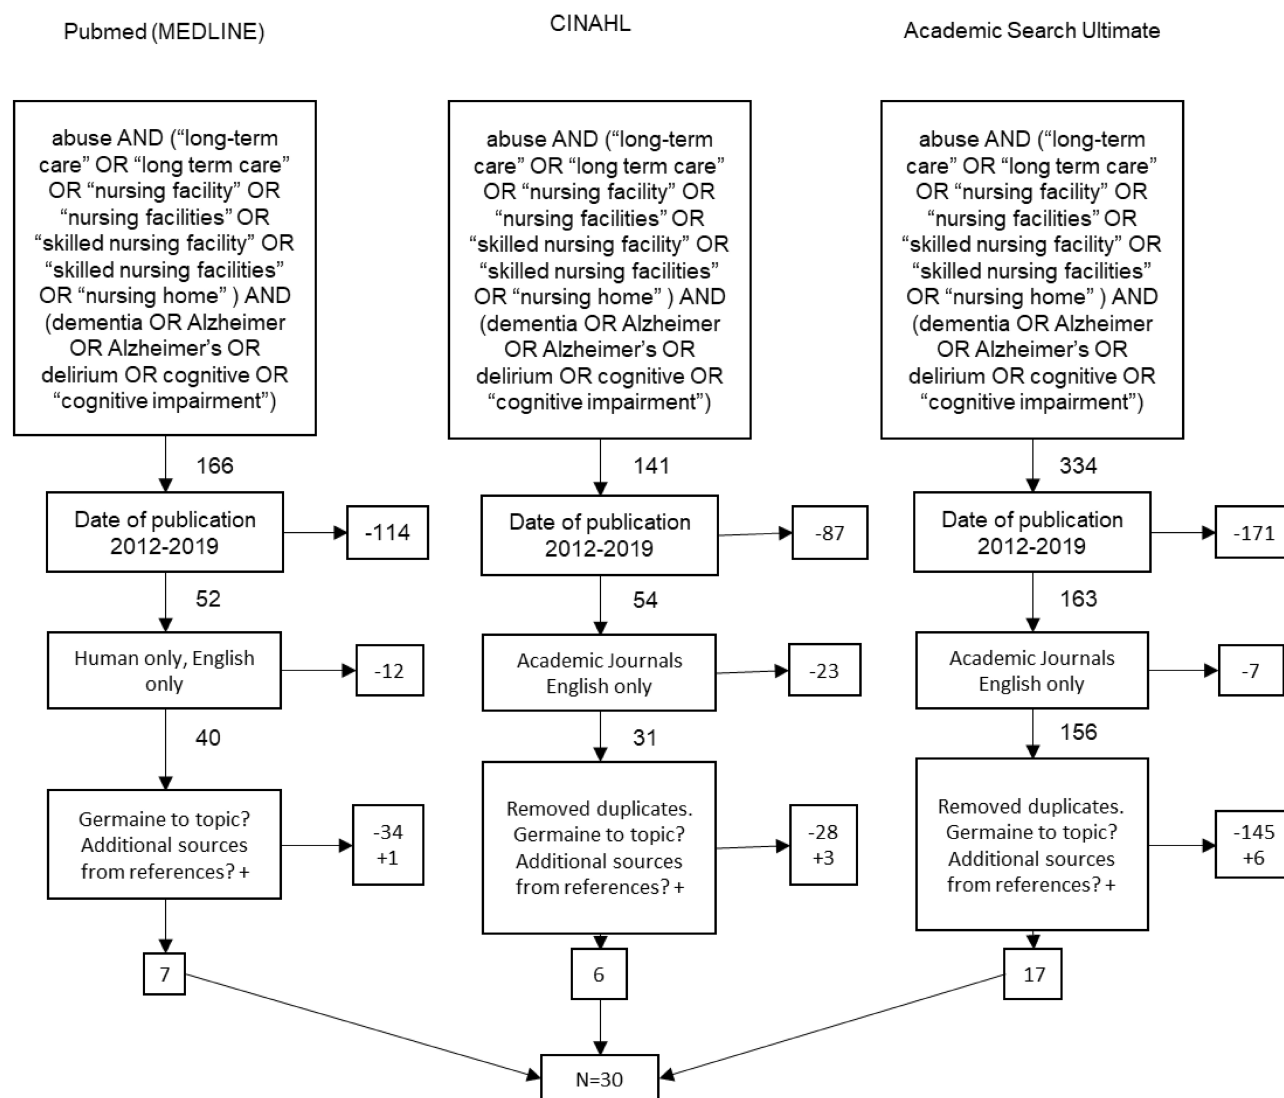 Pubmed (MEDLINE)
CINAHL
Academic Search Ultimate
abuse AND (“long-term
care” OR “long term care”
OR “nursing facility” OR
“nursing facilities” OR
“skilled nursing facility” OR
“skilled nursing facilities”
OR “nursing home” ) AND
(dementia OR Alzheimer
OR Alzheimer’s OR
delirium OR cognitive OR
“cognitive impairment”)
abuse AND (“long-term
care” OR “long term care”
OR “nursing facility” OR
“nursing facilities” OR
“skilled nursing facility” OR
“skilled nursing facilities”
OR “nursing home” ) AND
(dementia OR Alzheimer
OR Alzheimer’s OR
delirium OR cognitive OR
“cognitive impairment”)
abuse AND (“long-term
care” OR “long term care”
OR “nursing facility” OR
“nursing facilities” OR
“skilled nursing facility” OR
“skilled nursing facilities”
OR “nursing home” ) AND
(dementia OR Alzheimer
OR Alzheimer’s OR
delirium OR cognitive OR
“cognitive impairment”)
166
141
334
Date of publication
2012-2019
-114
Date of publication
2012-2019
-87
Date of publication
2012-2019
-171
52
54
163
Human only, English
only
-12
Academic Journals
English only
-23
Academic Journals
English only
-7
40
31
156
Germaine to topic?
Additional sources
from references? +
-34
+1
Removed duplicates.
Germaine to topic?
Additional sources
from references? +
-28
+3
Removed duplicates.
Germaine to topic?
Additional sources
from references? +
-145
+6
7
6
17
N=30